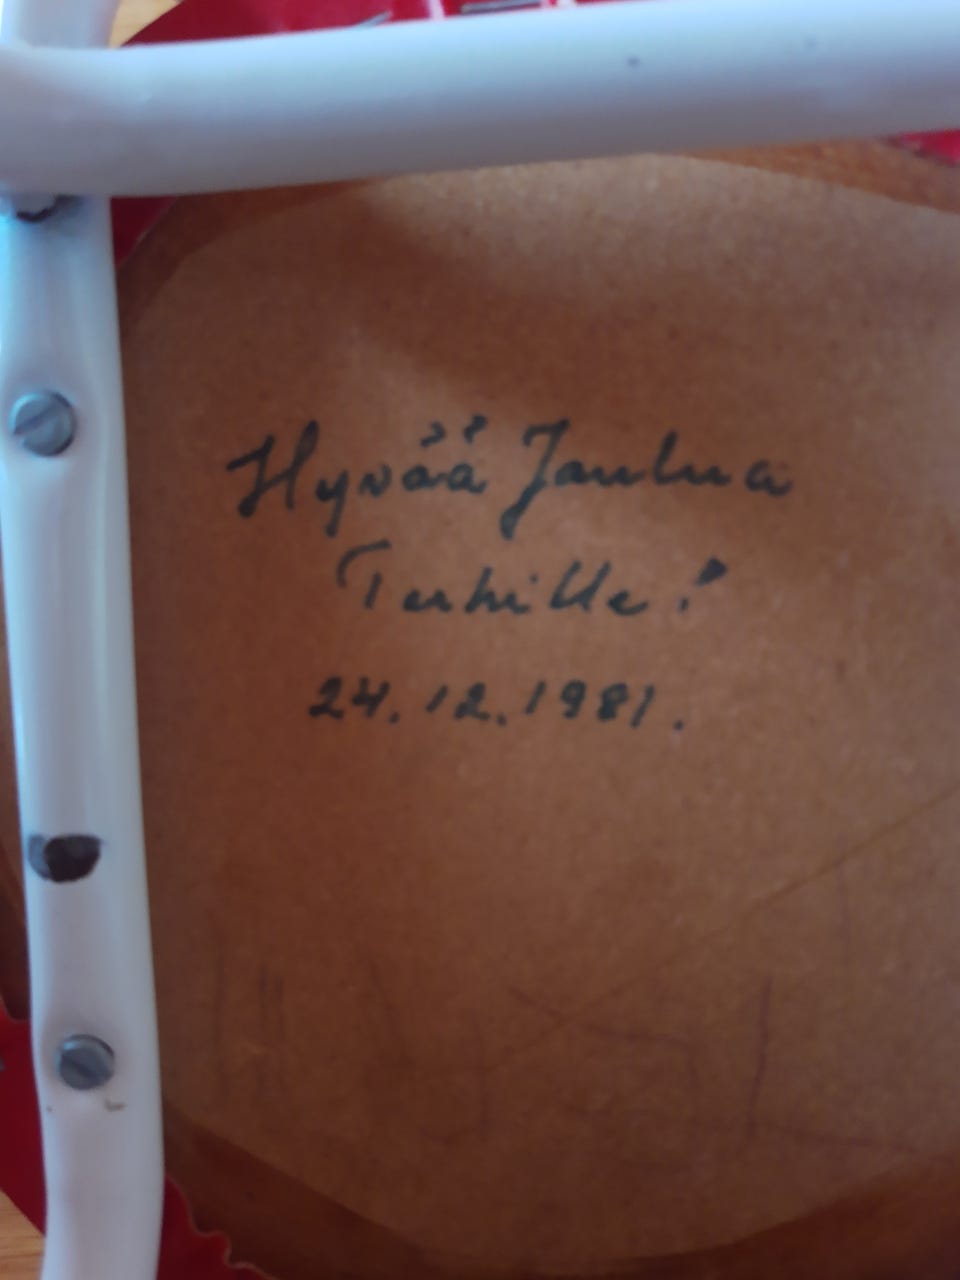 Hyvää Joulua
Terhille!
24.12.1981.